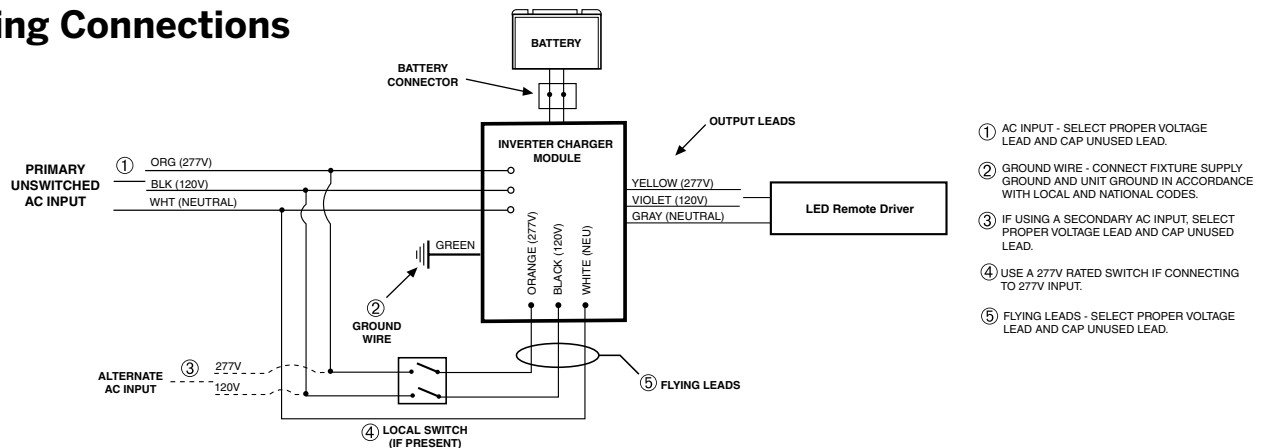 ing Connections
BATTERY
BATTERY
CONNECTOR
OUTPUT LEADS
INVERTER CHARGER
MODULE
PRIMARY
UNSWITCHED
AC INPUT
①
ORG (277V)
BLK (120V)
WHT (NEUTRAL)
YELLOW (277V)
VIOLET (120V)
GRAY (NEUTRAL)
LED Remote Driver
GREEN
②
GROUND
WIRE
ORANGE (277V)
BLACK (120V)
WHITE (NEU)
ALTERNATE
AC INPUT
③
277V
120V
⑤ FLYING LEADS
④ LOCAL SWITCH
(IF PRESENT)
① AC INPUT - SELECT PROPER VOLTAGE
LEAD AND CAP UNUSED LEAD.
② GROUND WIRE - CONNECT FIXTURE SUPPLY
GROUND AND UNIT GROUND IN ACCORDANCE
WITH LOCAL AND NATIONAL CODES.
③ IF USING A SECONDARY AC INPUT, SELECT
PROPER VOLTAGE LEAD AND CAP UNUSED
LEAD.
④ USE A 277V RATED SWITCH IF CONNECTING
TO 277V INPUT.
⑤ FLYING LEADS - SELECT PROPER VOLTAGE
LEAD AND CAP UNUSED LEAD.